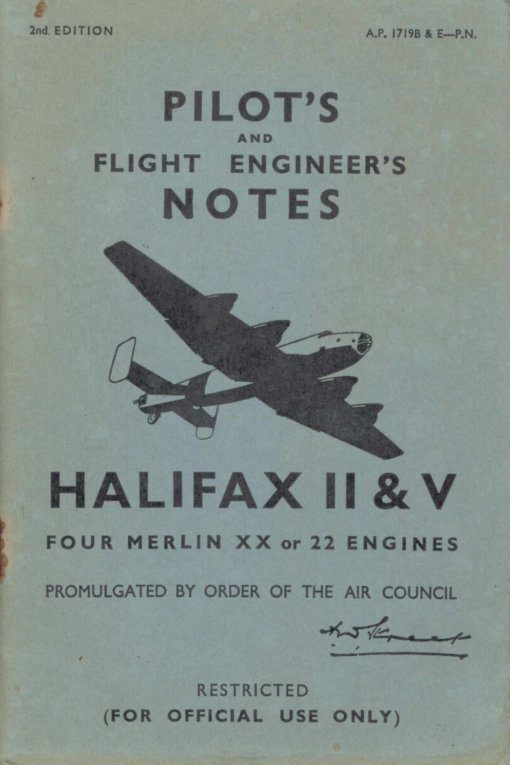 2nd. EDITION
A.P. 1719B & E—P.N.
PILOT'S
AND
FLIGHT ENGINEER'S
NOTES
HALIFAX II & V
FOUR MERLIN XX or 22 ENGINES
PROMULGATED BY ORDER OF THE AIR COUNCIL
RESTRICTED
(FOR OFFICIAL USE ONLY)